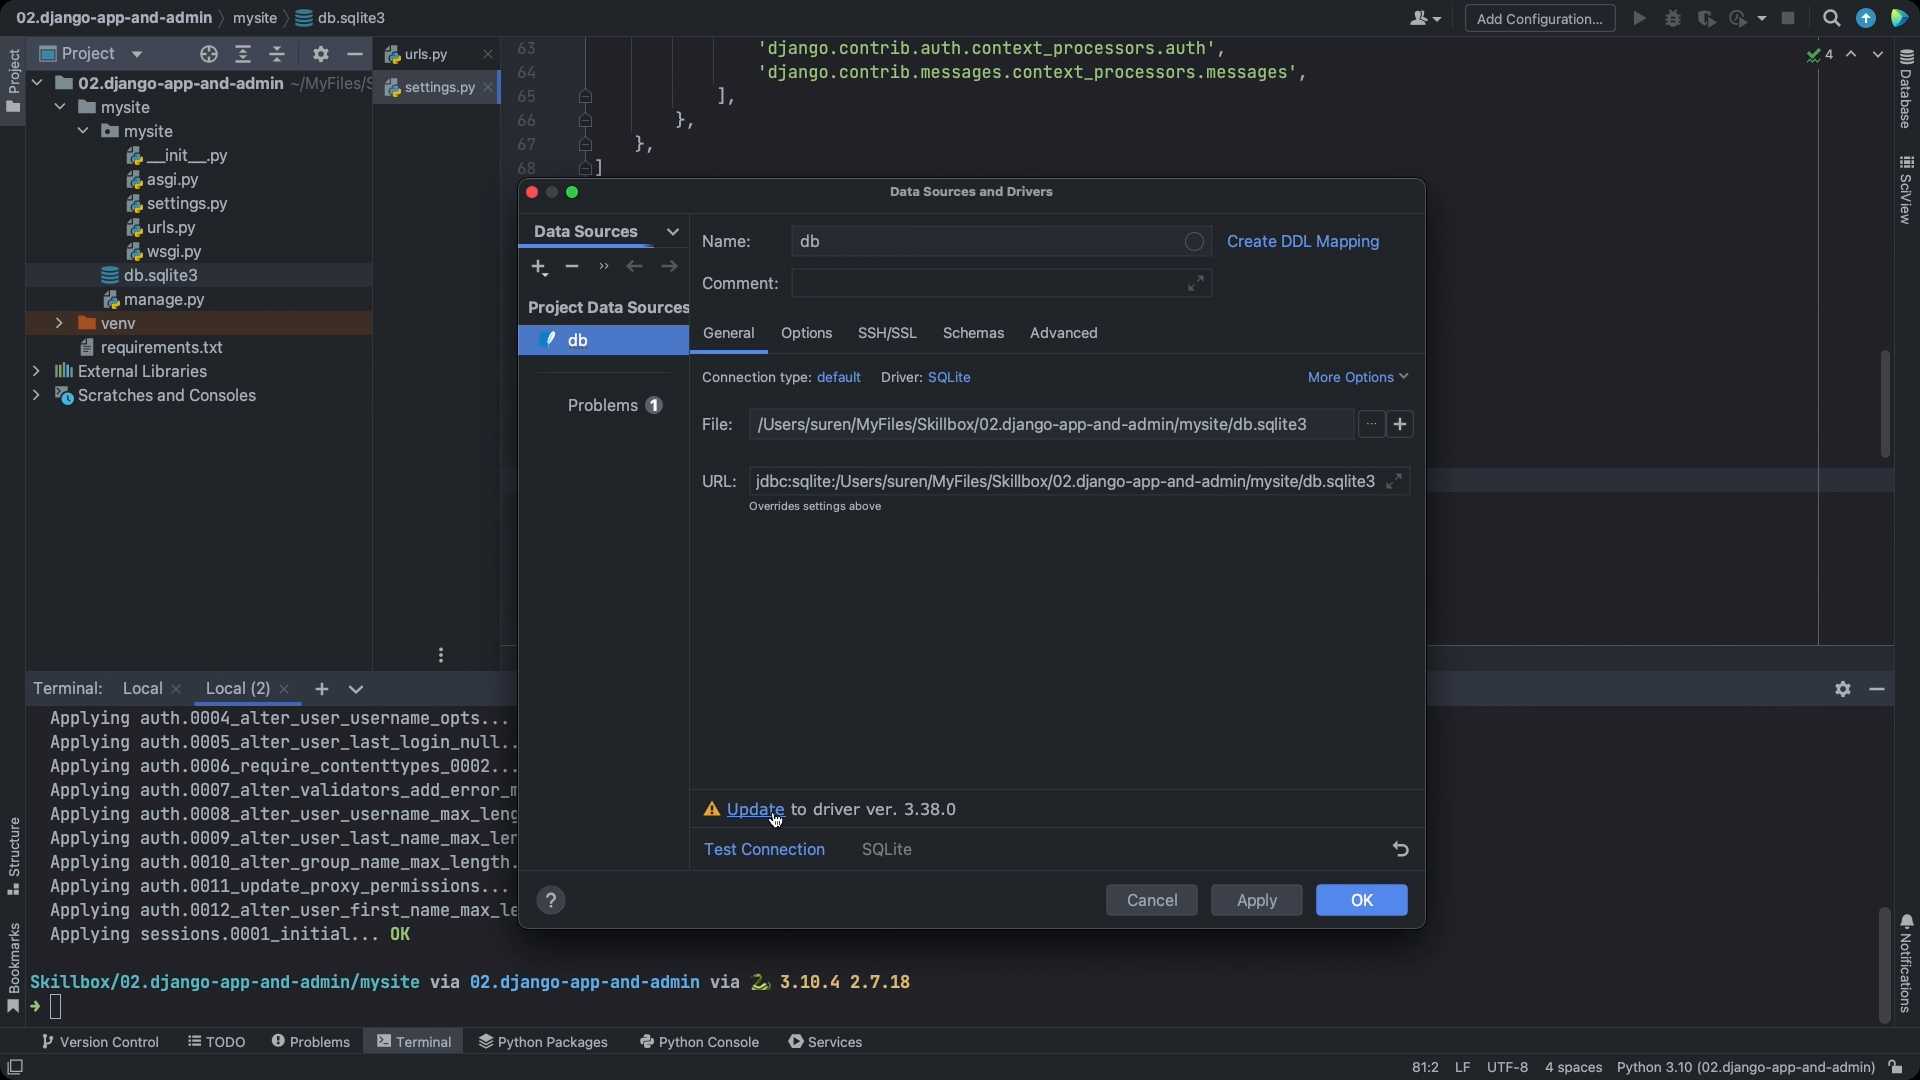 02.django-app-and-admin
mysite
db.sqlite3
Add Configuration...
Project
Project
02.django-app-and-admin ~/MyFiles/S
mysite
mysite
__init__.py
asgi.py
settings.py
urls.py
wsgi.py
db.sqlite3
manage.py
venv
requirements.txt
External Libraries
Scratches and Consoles
urls.py
settings.py
63 'django.contrib.auth.context_processors.auth',
64 'django.contrib.messages.context_processors.messages',
65 ],
66 },
67 },
68 ]
4
Database
SciView
Notifications
Data Sources and Drivers
Data Sources
Project Data Sources
db
Problems 1
Name: db
Create DDL Mapping
Comment:
General Options SSH/SSL Schemas Advanced
Connection type: default Driver: SQLite More Options
File: /Users/suren/MyFiles/Skillbox/02.django-app-and-admin/mysite/db.sqlite3
URL: jdbc:sqlite:/Users/suren/MyFiles/Skillbox/02.django-app-and-admin/mysite/db.sqlite3
Overrides settings above
Update to driver ver. 3.38.0
Test Connection SQLite
? Cancel Apply OK
Terminal: Local Local (2)
Applying auth.0004_alter_user_username_opts...
Applying auth.0005_alter_user_last_login_null..
Applying auth.0006_require_contenttypes_0002...
Applying auth.0007_alter_validators_add_error_m
Applying auth.0008_alter_user_username_max_leng
Applying auth.0009_alter_user_last_name_max_len
Applying auth.0010_alter_group_name_max_length.
Applying auth.0011_update_proxy_permissions...
Applying auth.0012_alter_user_first_name_max_le
Applying sessions.0001_initial... OK
Skillbox/02.django-app-and-admin/mysite via 02.django-app-and-admin via 3.10.4 2.7.18
Structure
Bookmarks
Version Control TODO Problems Terminal Python Packages Python Console Services
81:2 LF UTF-8 4 spaces Python 3.10 (02.django-app-and-admin)